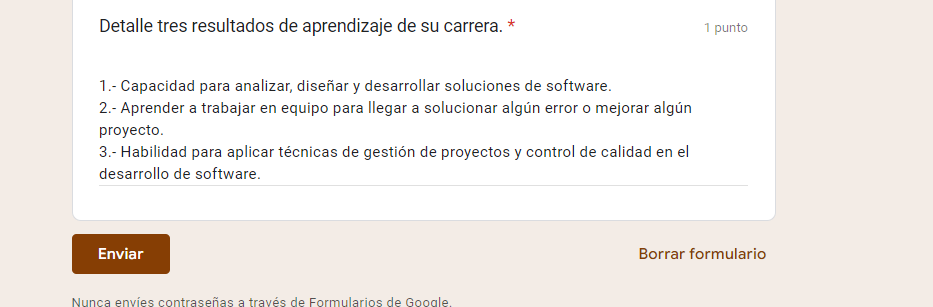 Detalle tres resultados de aprendizaje de su carrera. *
1 punto
1.- Capacidad para analizar, diseñar y desarrollar soluciones de software.
2.- Aprender a trabajar en equipo para llegar a solucionar algún error o mejorar algún
proyecto.
3.- Habilidad para aplicar técnicas de gestión de proyectos y control de calidad en el
desarrollo de software.
Enviar
Borrar formulario
Nunca envíes contraseñas a través de Formularios de Google.